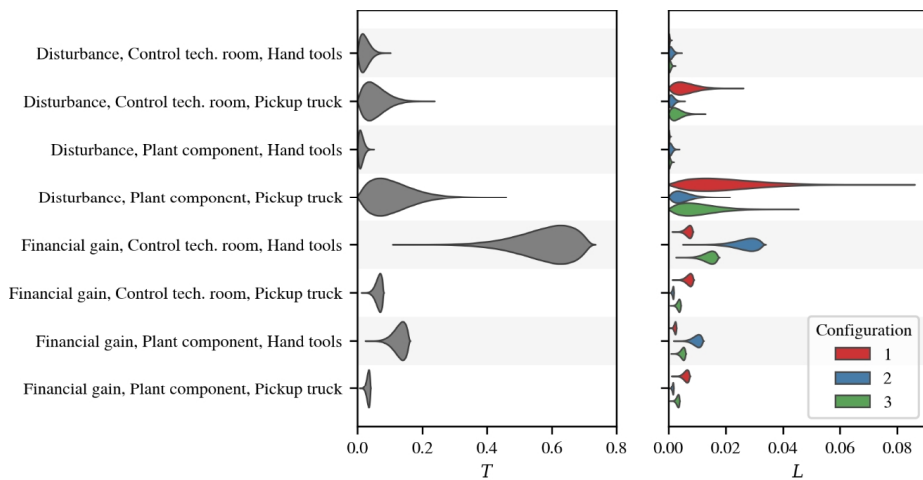 Disturbance, Control tech. room, Hand tools
Disturbance, Control tech. room, Pickup truck
Disturbance, Plant component, Hand tools
Disturbance, Plant component, Pickup truck
Financial gain, Control tech. room, Hand tools
Financial gain, Control tech. room, Pickup truck
Financial gain, Plant component, Hand tools
Financial gain, Plant component, Pickup truck
Configuration
1
2
3
0.0 0.2 0.4 0.6 0.8
0.00 0.02 0.04 0.06 0.08
T
L